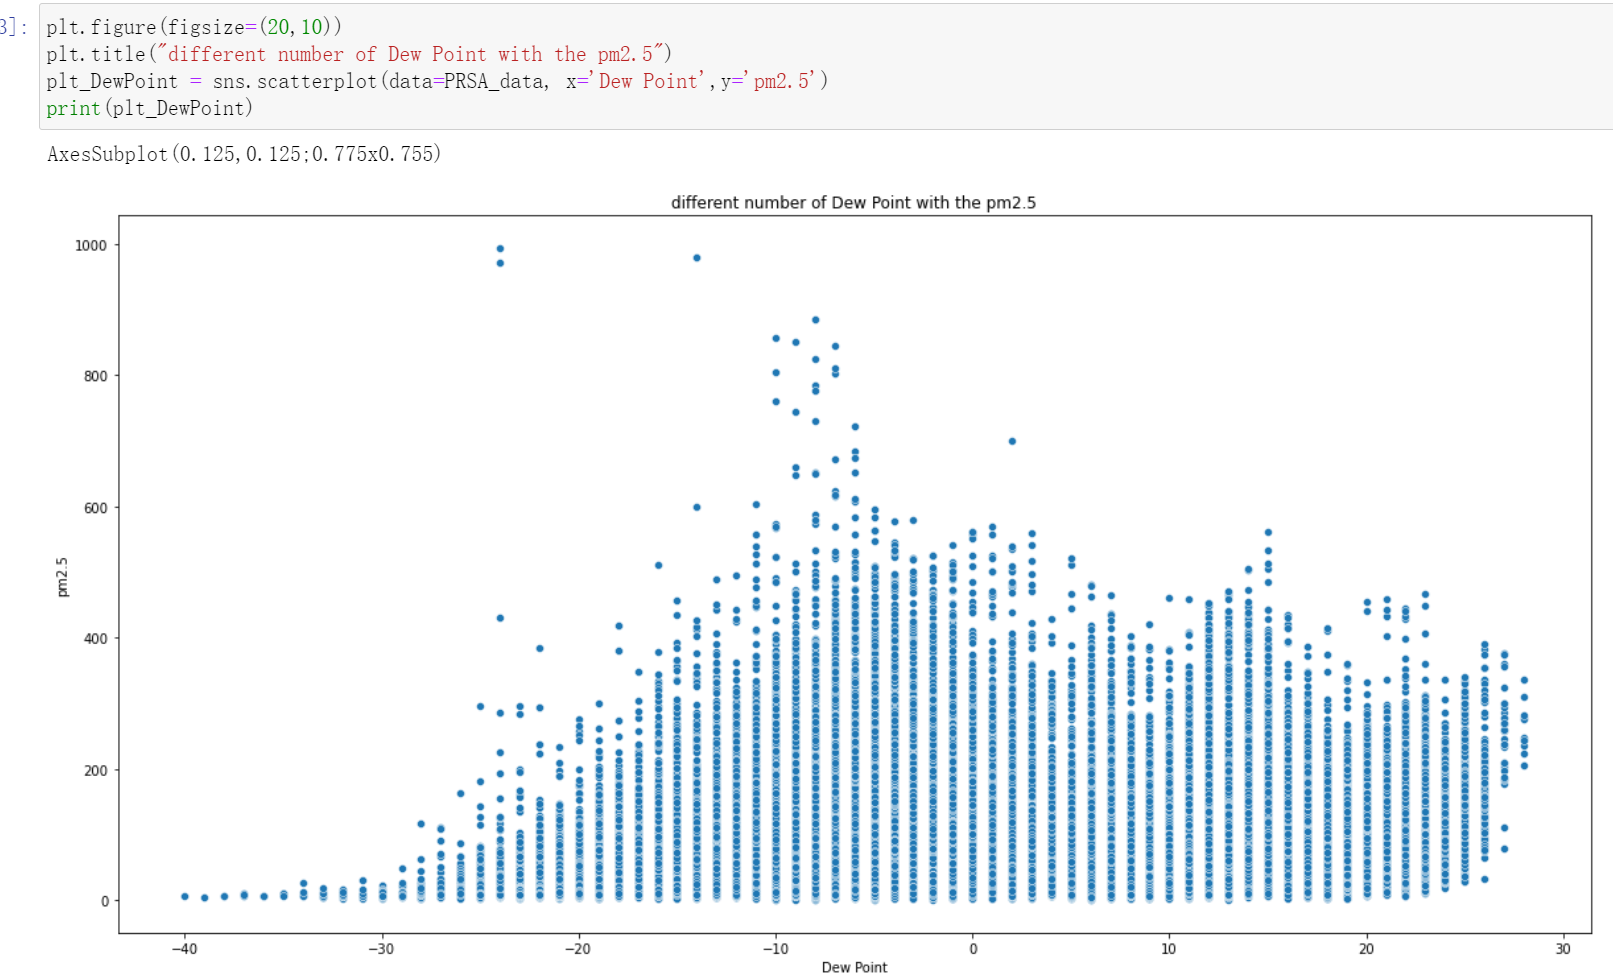 3]:
plt.figure(figsize=(20,10))
plt.title("different number of Dew Point with the pm2.5")
plt_DewPoint = sns.scatterplot(data=PRSA_data, x='Dew Point',y='pm2.5')
print(plt_DewPoint)
AxesSubplot(0.125,0.125;0.775x0.755)
different number of Dew Point with the pm2.5
1000
800
600
400
200
0
pm2.5
−40 −30 −20 −10 0 10 20 30
Dew Point